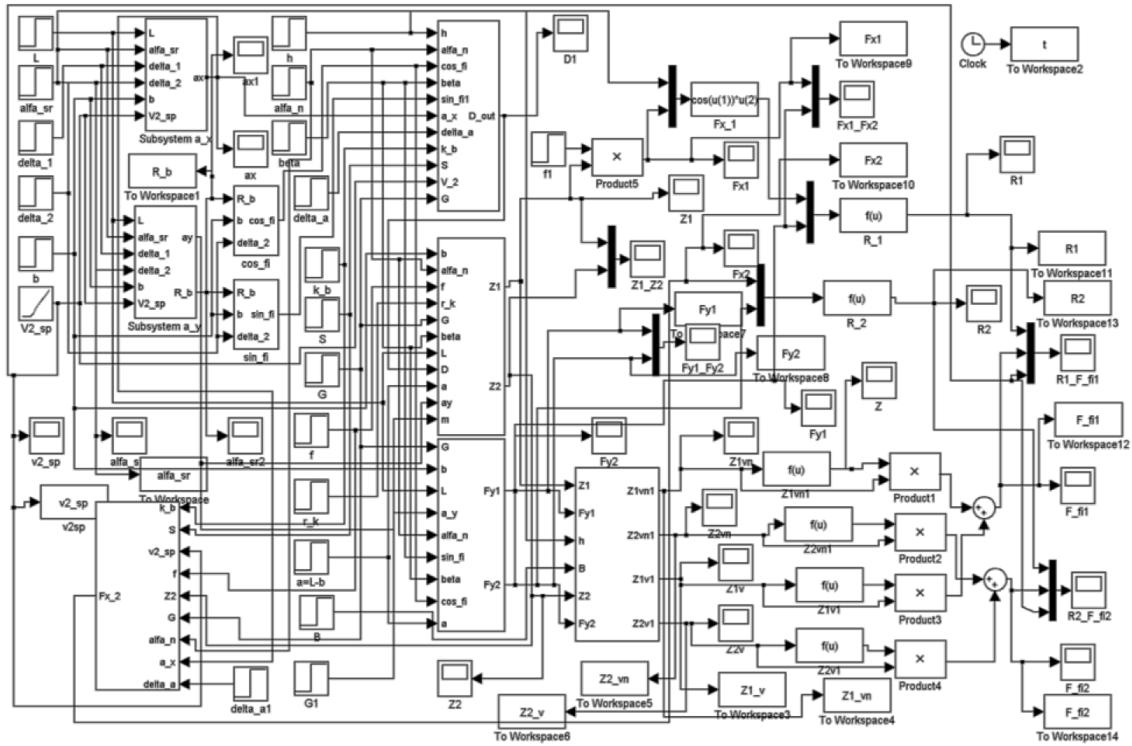 L
alfa_sr
delta_1
delta_2
b
V2_sp
L
alfa_sr
delta_1
delta_2
b
V2_sp
ax
Subsystem a_x
R_b
To Workspace1
L
alfa_sr
delta_1
delta_2
b
V2_sp
ay
R_b
Subsystem a_y
ax1
ax
R_b
b
delta_2
cos_fi
cos_fi
R_b
b
delta_2
sin_fi
sin_fi
h
alfa_n
beta
delta_a
k_b
S
G
f
r_k
a=L-b
B
G1
h
alfa_n
cos_fi
beta
sin_fi1
a_x
delta_a
k_b
S
V_2
G
D_out
D1
b
alfa_n
f
r_k
G
beta
L
D
a
ay
m
Z1
Z2
G
b
L
a_y
alfa_n
sin_fi
beta
cos_fi
a
Fy1
Fy2
f1
Product5
cos(u(1))*u(2)
Fx_1
Fx1
Z1
Z1_Z2
Fx2
Fx1
To Workspace9
Fx1_Fx2
Fx2
To Workspace10
f(u)
R_1
Clock
t
To Workspace2
R1
R1
To Workspace11
R2
To Workspace13
f(u)
R_2
R2
R1_F_fi1
Fy1
Fy1_Fy2
Fy2
To Workspace8
Fy1
Z
F_fi1
To Workspace12
F_fi1
v2_sp
alfa_s
alfa_sr2
alfa_sr
To Workspace
v2_sp
v2sp
Fx_2
k_b
S
v2_sp
f
Z2
G
alfa_n
a_x
delta_a
delta_a1
Fy2
Z1
Fy1
h
B
Z2
Fy2
Z1vn1
Z2vn1
Z1v1
Z2v1
Z1vn
Z2vn
Z1v
Z2v
f(u)
Z1vn1
f(u)
Z2vn1
f(u)
Z1v1
f(u)
Z2v1
Product1
Product2
Product3
Product4
R2_F_fi2
F_fi2
F_fi2
To Workspace14
Z2
Z2_v
To Workspace6
Z2_vn
To Workspace5
Z1_v
To Workspace3
Z1_vn
To Workspace4